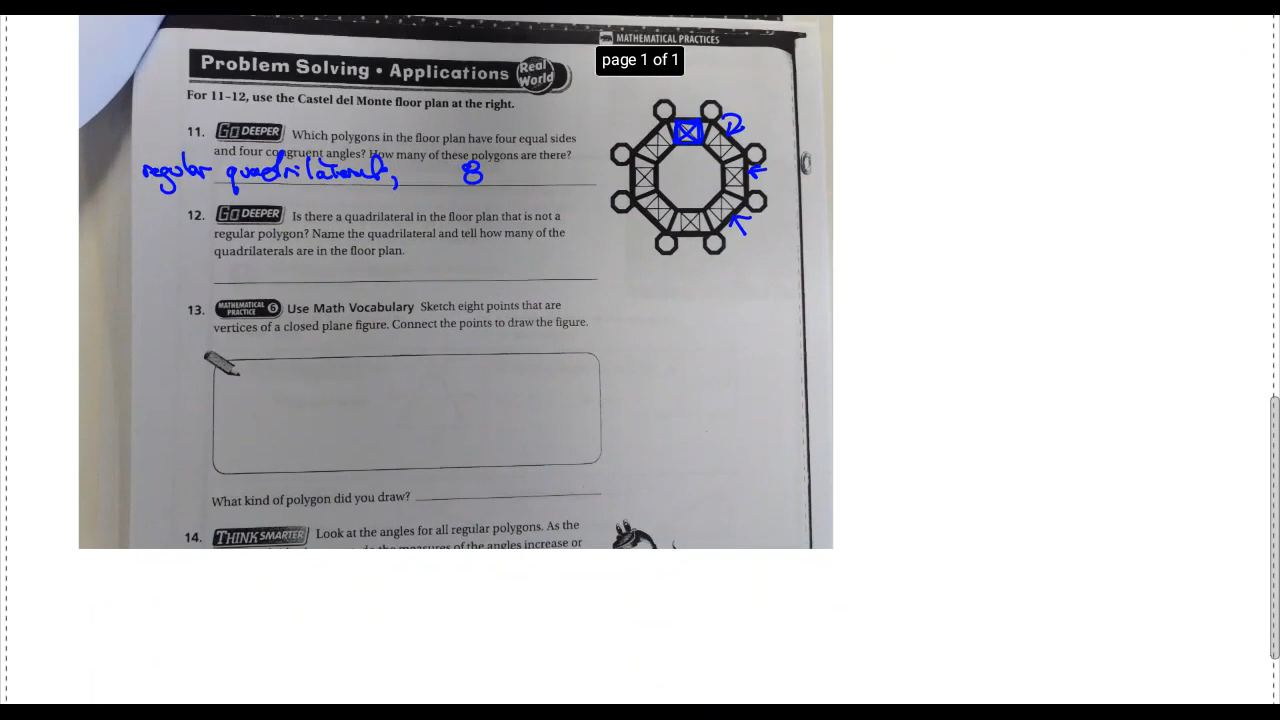 MATHEMATICAL PRACTICES
page 1 of 1
Problem Solving • Applications Real World
For 11–12, use the Castel del Monte floor plan at the right.
11. GO DEEPER Which polygons in the floor plan have four equal sides
and four congruent angles? How many of these polygons are there?
regular quadrilateral, 8
12. GO DEEPER Is there a quadrilateral in the floor plan that is not a
regular polygon? Name the quadrilateral and tell how many of the
quadrilaterals are in the floor plan.
13. MATHEMATICAL PRACTICE 6 Use Math Vocabulary Sketch eight points that are
vertices of a closed plane figure. Connect the points to draw the figure.
What kind of polygon did you draw?
14. THINK SMARTER Look at the angles for all regular polygons. As the
measures of the angles increase or